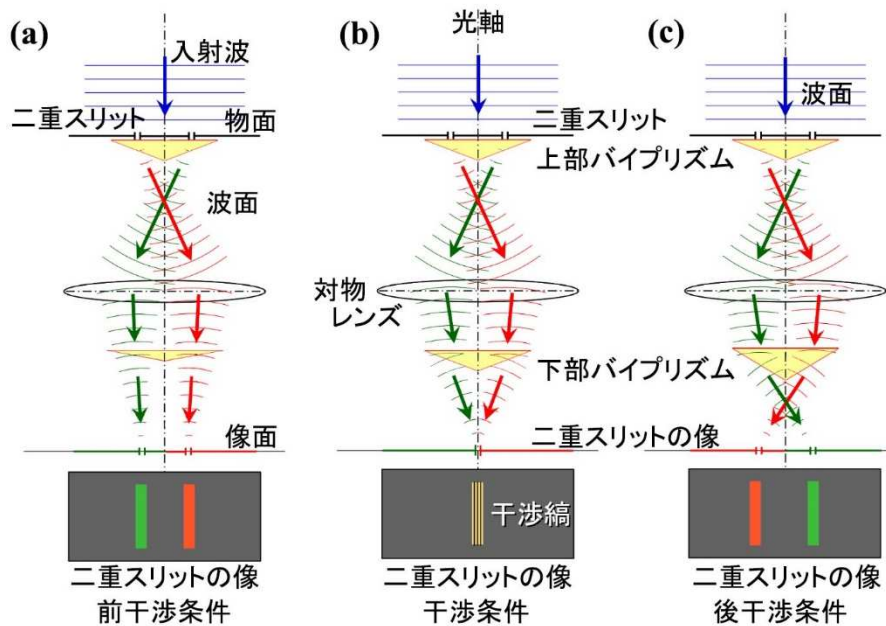 (a)
入射波
二重スリット
物面
波面
像面
二重スリットの像
前干渉条件
(b)
光軸
二重スリット
上部バイプリズム
対物
レンズ
下部バイプリズム
二重スリットの像
干渉縞
二重スリットの像
干渉条件
(c)
波面
二重スリットの像
後干渉条件